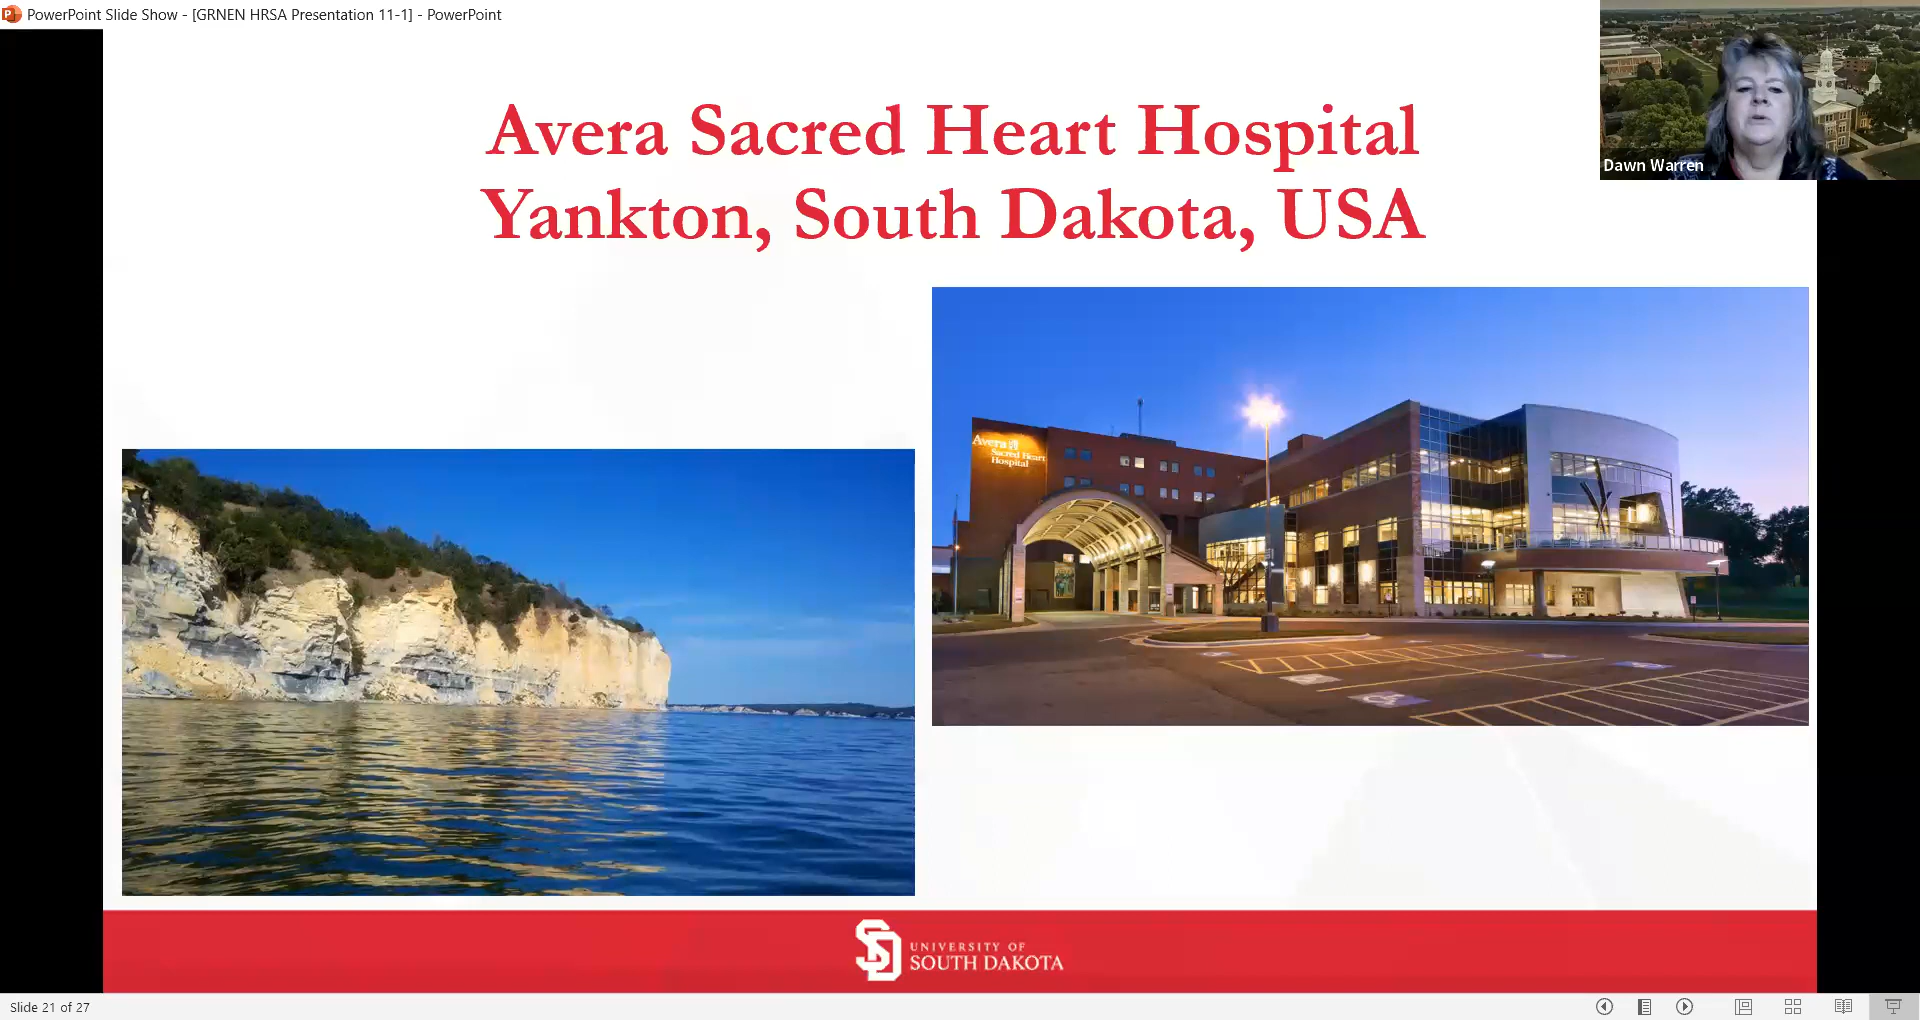 PowerPoint Slide Show - [GRNEN HRSA Presentation 11-1] - PowerPoint
Dawn Warren
Avera Sacred Heart Hospital
Yankton, South Dakota, USA
Avera
Sacred Heart
Hospital
UNIVERSITY OF
SOUTH DAKOTA
Slide 21 of 27